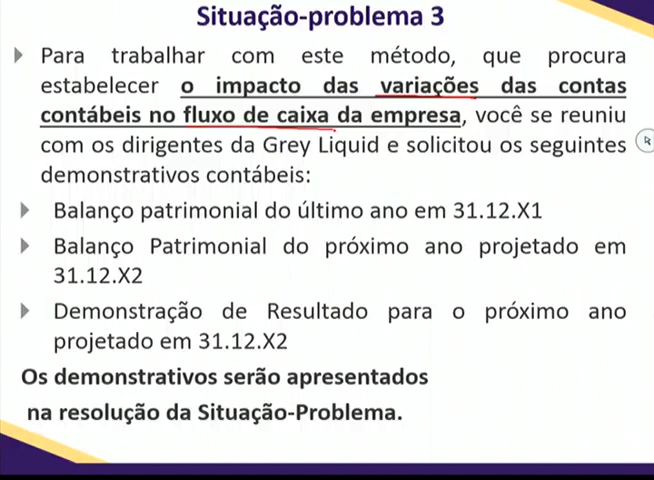 Situação-problema 3
Para trabalhar com este método, que procura
estabelecer o impacto das variações das contas
contábeis no fluxo de caixa da empresa, você se reuniu
com os dirigentes da Grey Liquid e solicitou os seguintes
demonstrativos contábeis:
Balanço patrimonial do último ano em 31.12.X1
Balanço Patrimonial do próximo ano projetado em
31.12.X2
Demonstração de Resultado para o próximo ano
projetado em 31.12.X2
Os demonstrativos serão apresentados
na resolução da Situação-Problema.